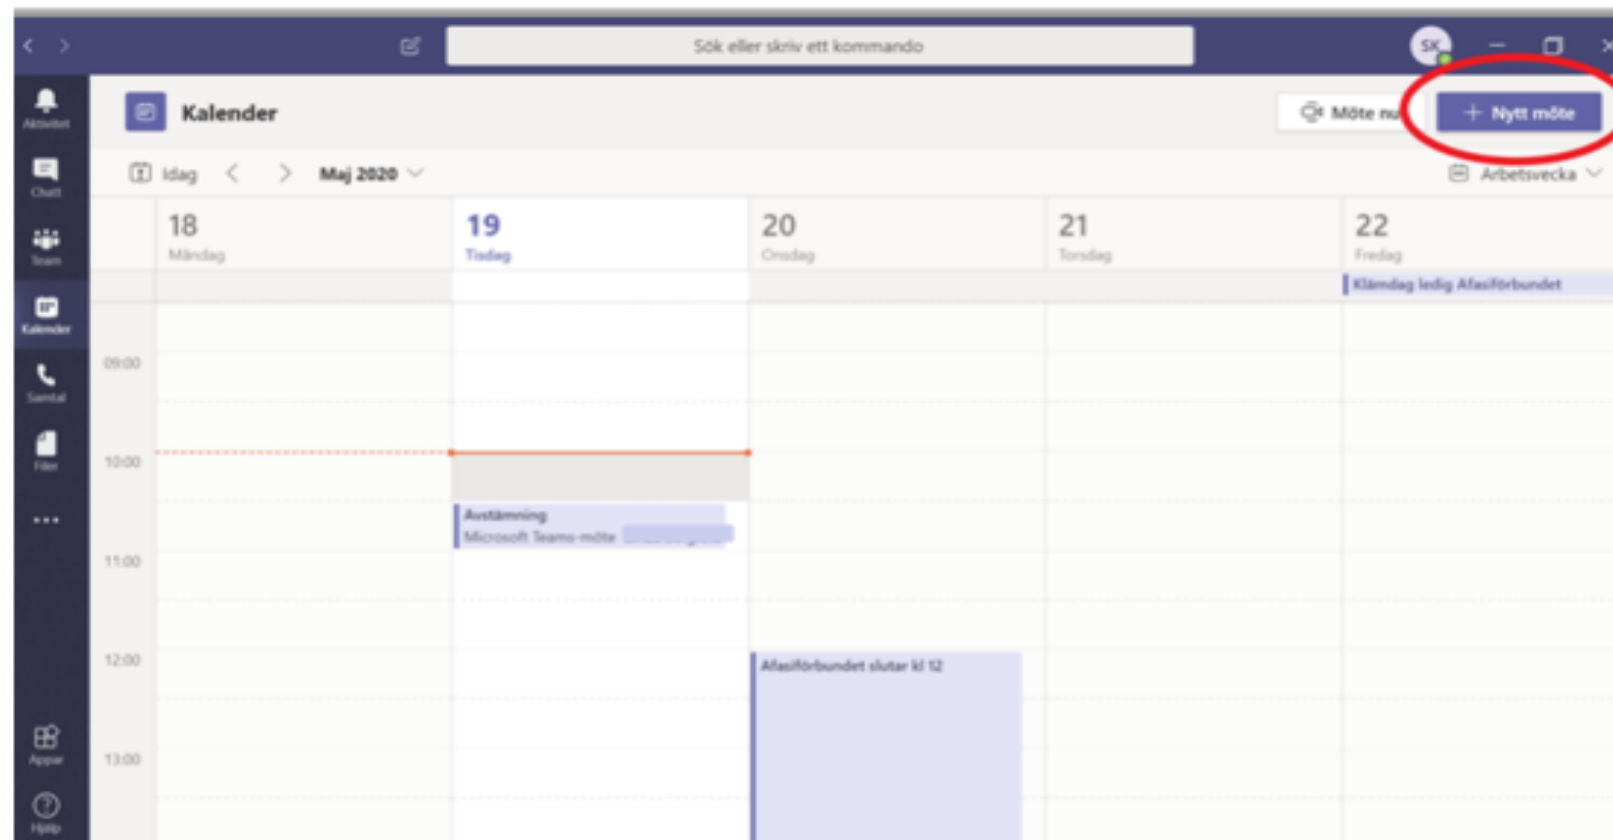 Sök eller skriv ett kommando
SK
Aktivitet
Kalender
Möte nu
+ Nytt möte
Chatt
Idag
Maj 2020
Arbetsvecka
Team
18
19
20
21
22
Måndag
Tisdag
Onsdag
Torsdag
Fredag
Klämdag ledig Afasiförbundet
Kalender
09:00
Samtal
Filer
10:00
Avstämning
Microsoft Teams-möte
11:00
12:00
Afasiförbundet slutar kl 12
Appar
13:00
Hjälp